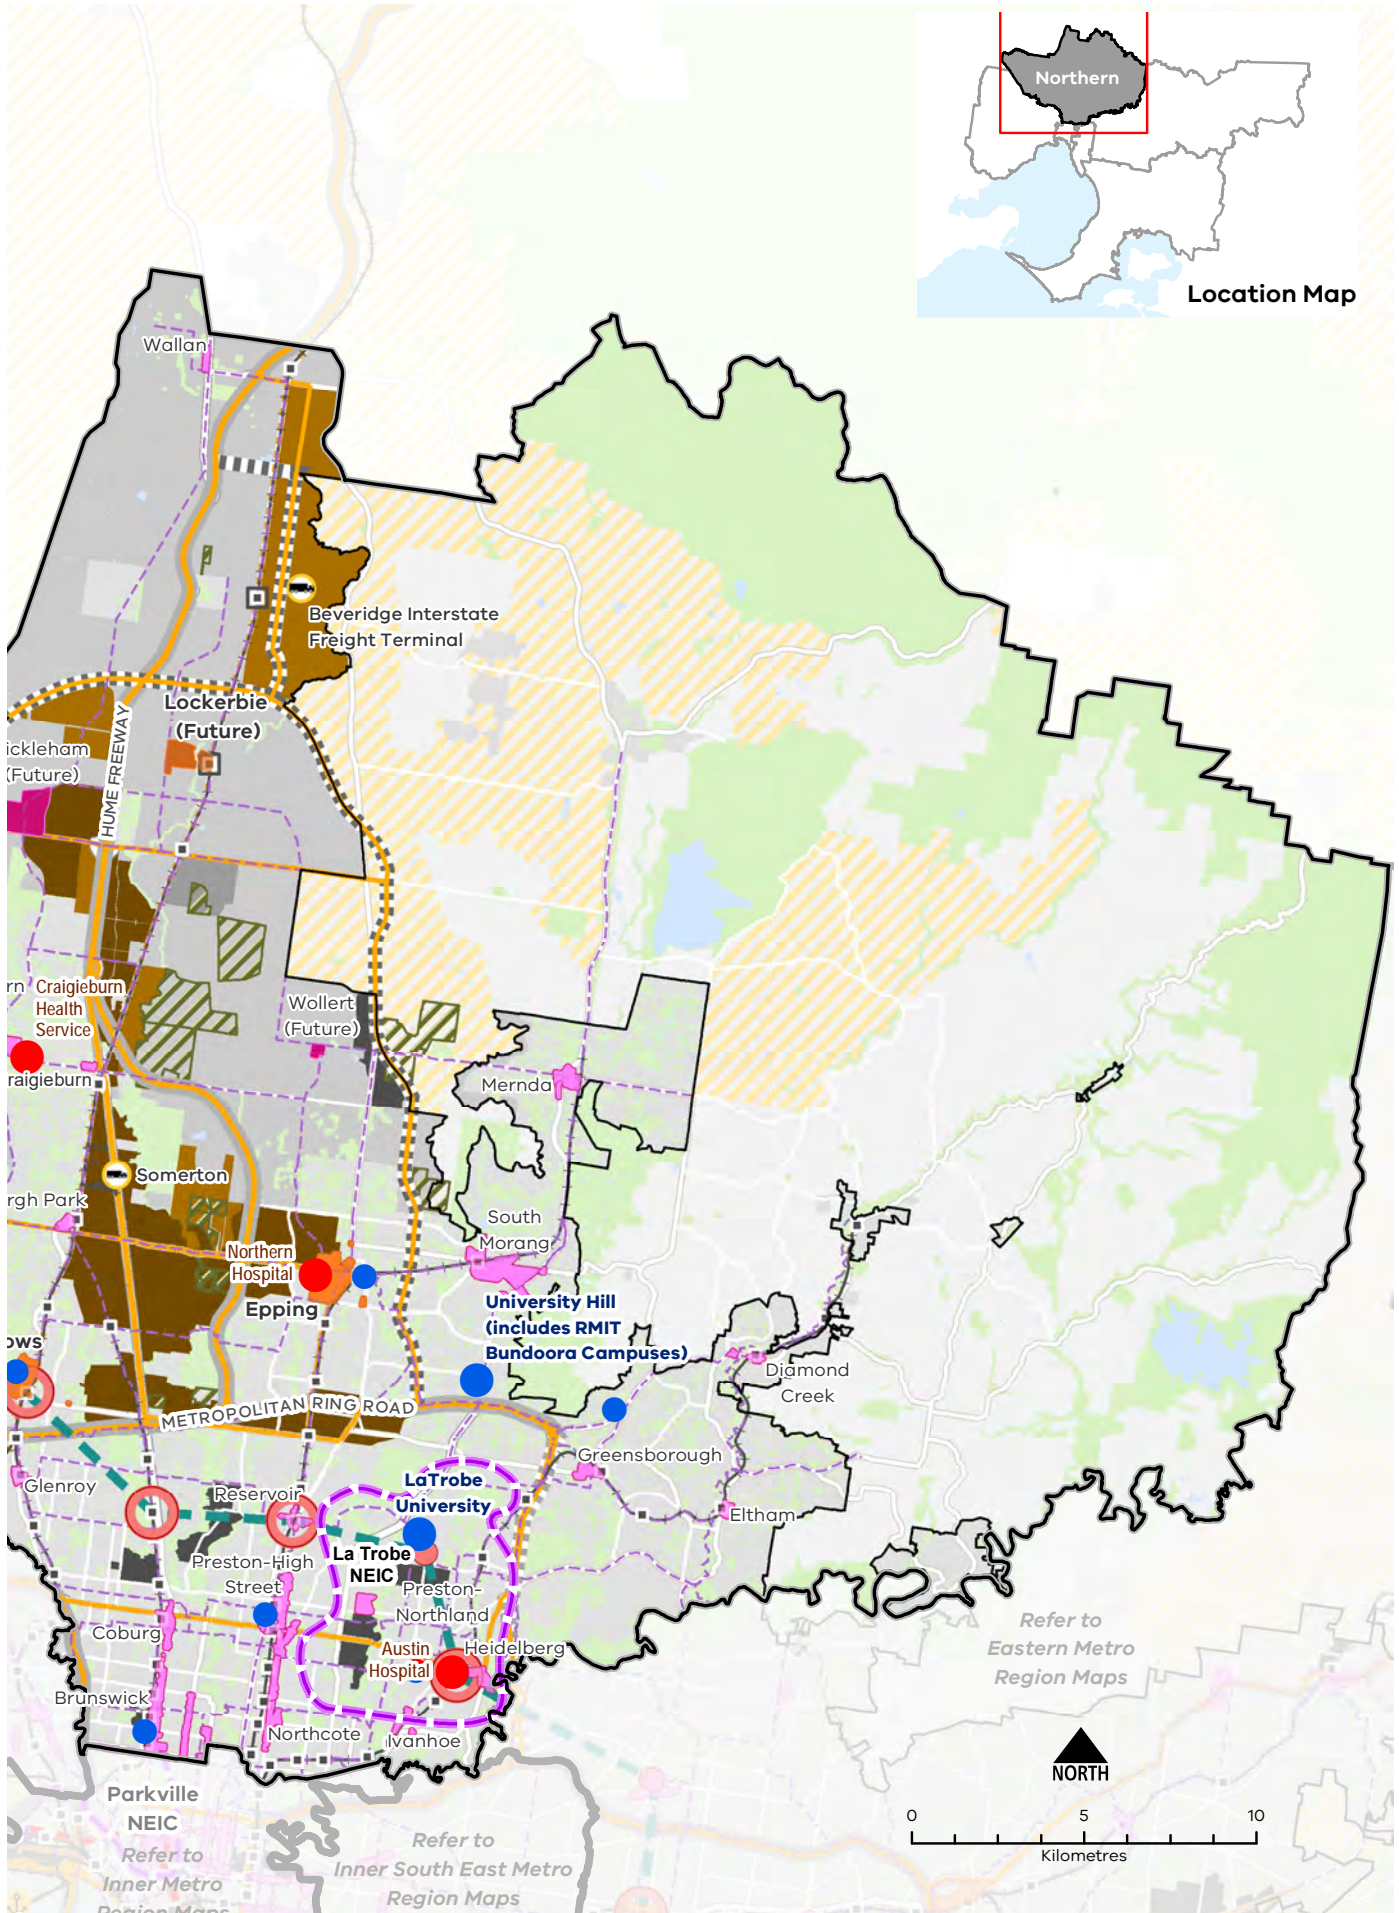 Northern
Location Map
Wallan
Beveridge Interstate
Freight Terminal
Lockerbie
(Future)
HUME FREEWAY
ickleham
(Future)
rn
Craigieburn
Health
Service
Wollert
(Future)
raigieburn
Mernda
Somerton
rgh Park
South
Morang
Northern
Hospital
Epping
University Hill
(includes RMIT
Bundoora Campuses)
ows
Diamond
Creek
METROPOLITAN RING ROAD
Greensborough
Glenroy
Reservoir
LaTrobe
University
Eltham
La Trobe
NEIC
Preston-High
Street
Preston-
Northland
Coburg
Austin
Hospital
Heidelberg
Refer to
Eastern Metro
Region Maps
Brunswick
Northcote
Ivanhoe
NORTH
Parkville
NEIC
Refer to
Inner Metro
Region Maps
Refer to
Inner South East Metro
Region Maps
0 5 10
Kilometres